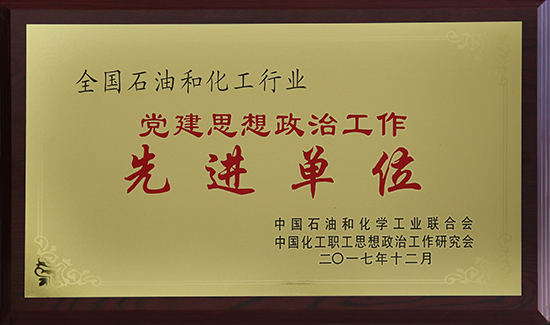 全国石油和化工行业
党建思想政治工作
先进单位
中国石油和化学工业联合会
中国化工职工思想政治工作研究会
二〇一七年十二月